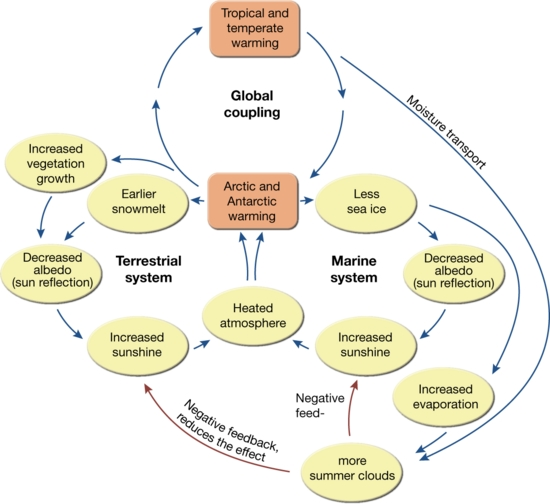 Tropical and
temperate
warming
Global
coupling
Moisture transport
Increased
vegetation
growth
Earlier
snowmelt
Arctic and
Antarctic
warming
Less
sea ice
Decreased
albedo
(sun reflection)
Terrestrial
system
Marine
system
Decreased
albedo
(sun reflection)
Heated
atmosphere
Increased
sunshine
Increased
sunshine
Increased
evaporation
Negative
feed-
Negative feedback,
reduces the effect
more
summer clouds